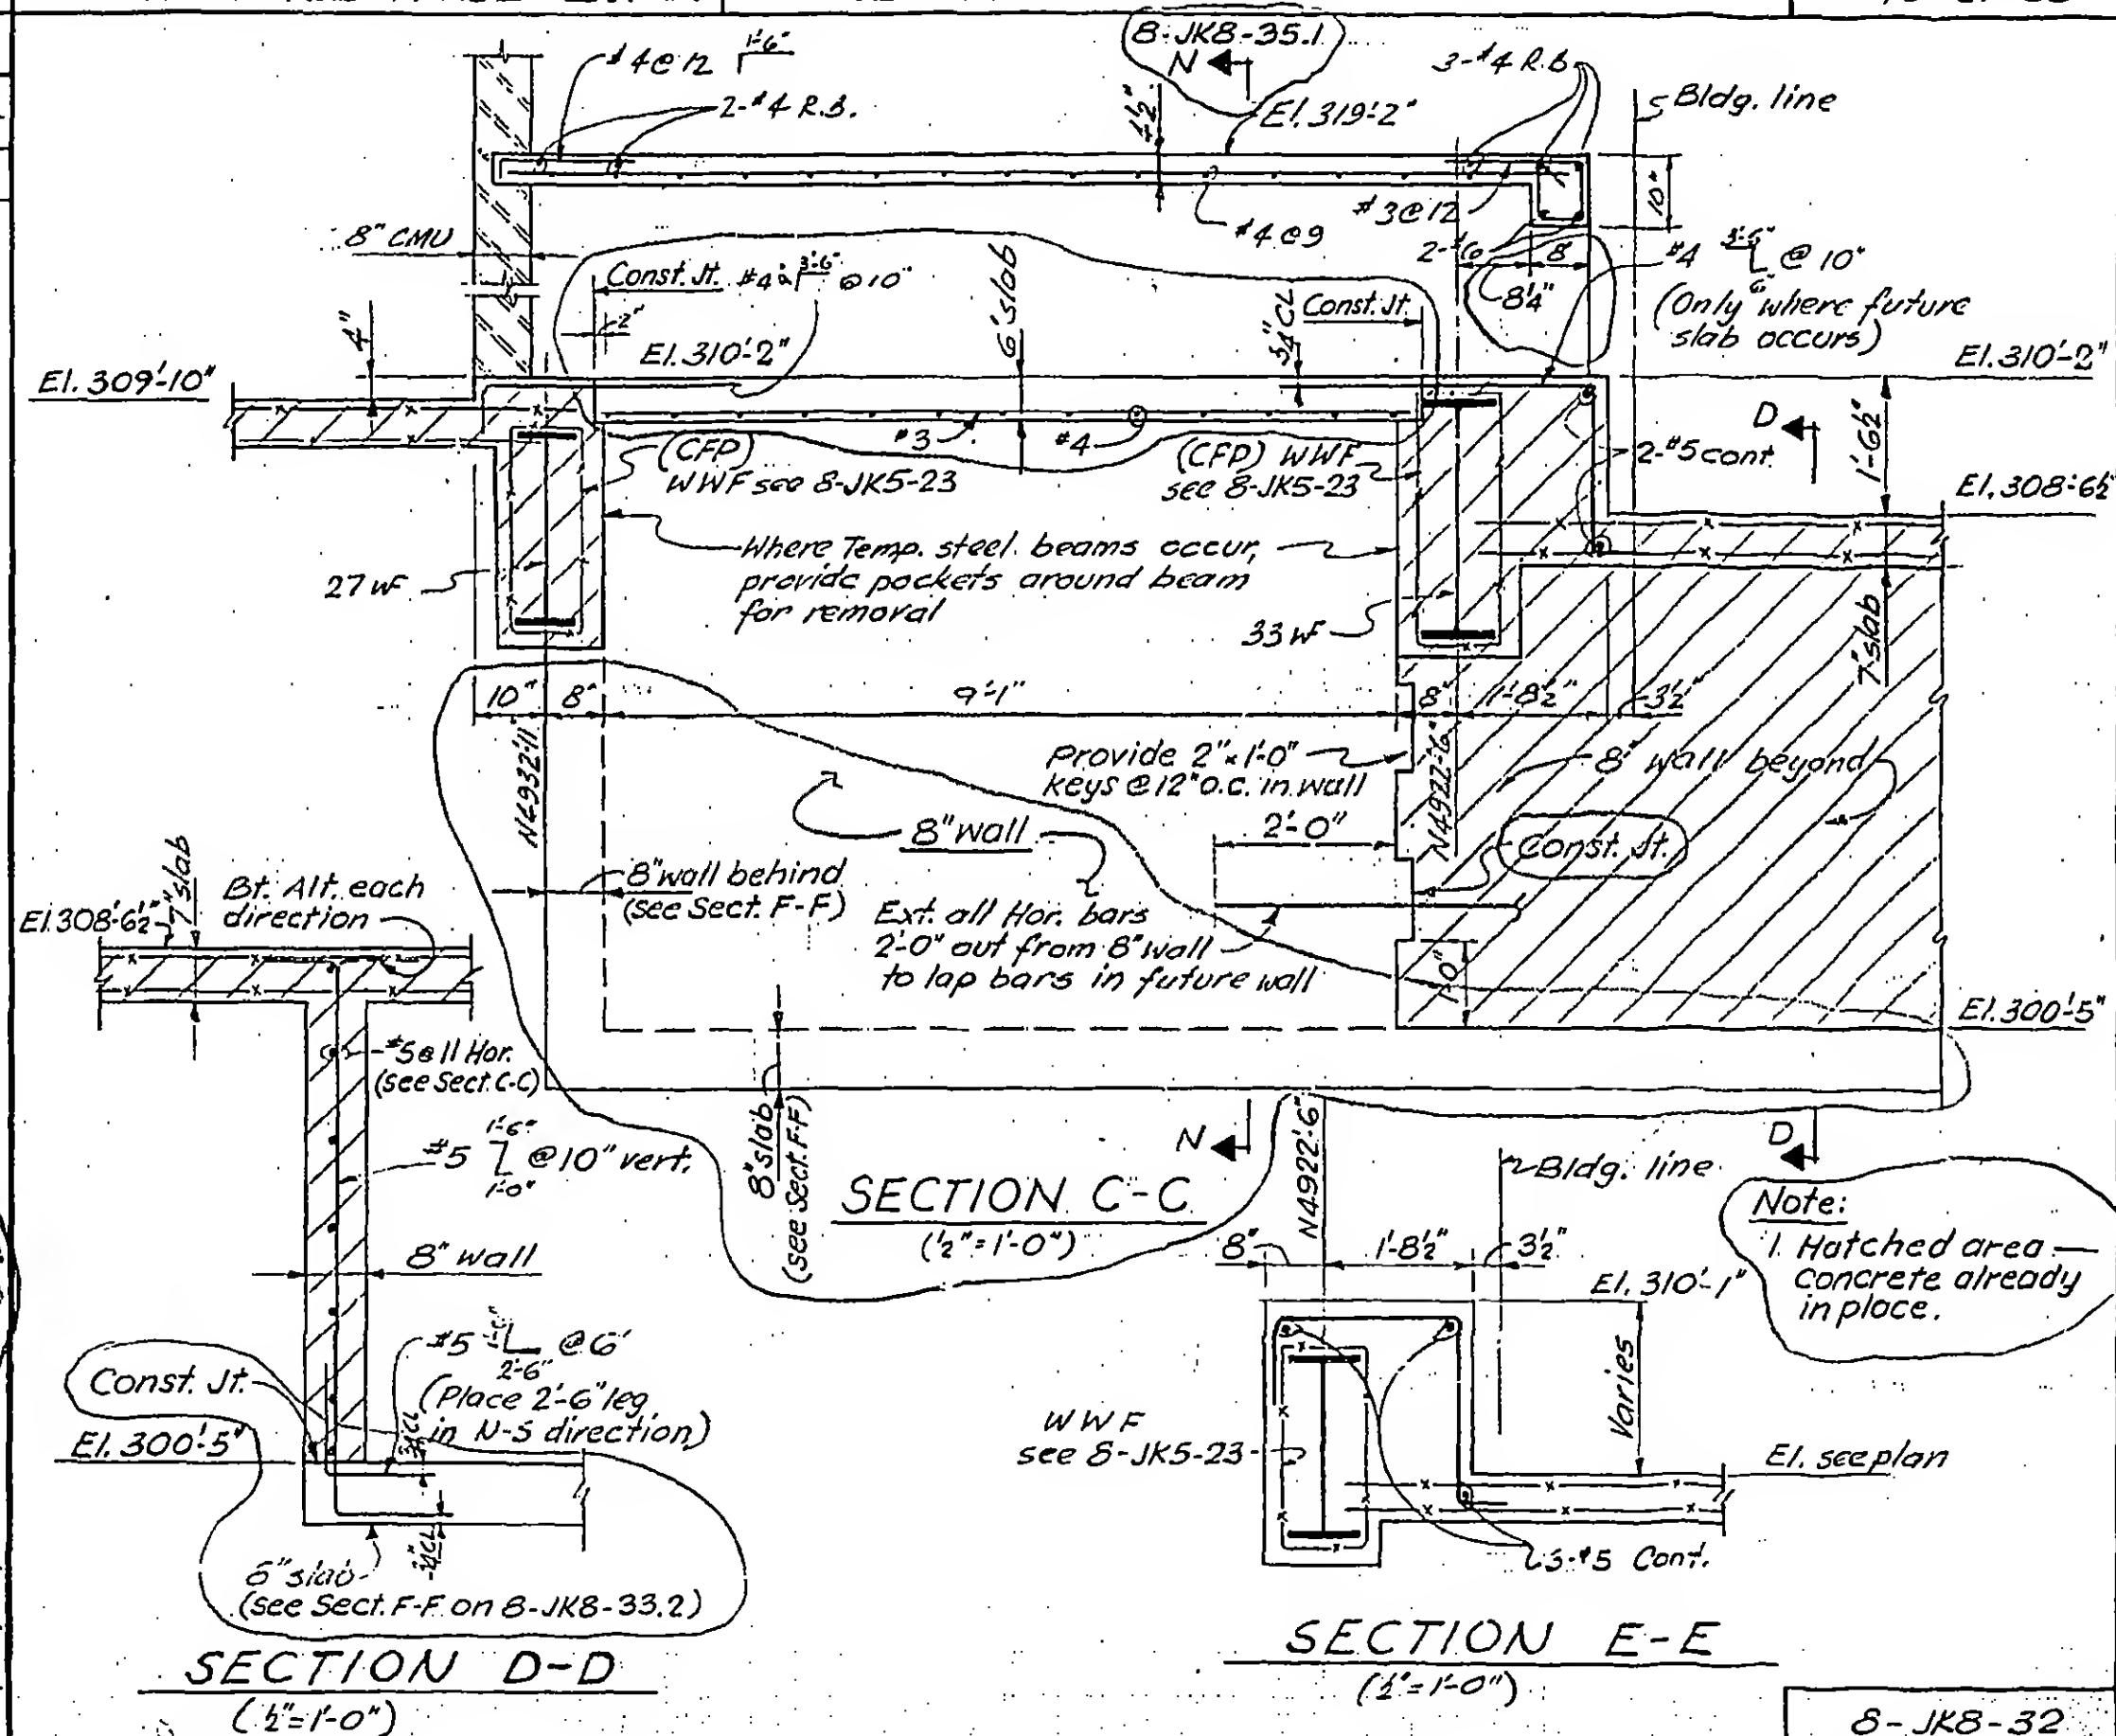 8-JK8-35.1
N
#4@12 1'-6"
2-#4 R.B.
4½"
El. 319'-2"
3-#4 R.B
Bldg. line
10"
#3@12
#4@9
2-#6
8"
8¼"
#4 3'-6" 6" @ 10"
(Only where future
slab occurs)
8" CMU
Const. Jt.
#4 3'-6" @10"
2"
6" slab
¾" CL
Const. Jt.
4"
El. 309'-10"
El. 310'-2"
El. 310'-2"
D
1'-6½"
El. 308'-6½"
#3
#4
(CFP)
WWF see 8-JK5-23
(CFP) WWF
see 8-JK5-23
2-#5 cont.
Where Temp. steel beams occur,
provide pockets around beam
for removal
27 WF
33 WF
7" slab
10"
8"
9'-1"
8"
1'-8½"
3½"
N4932'-11"
N4922'-6"
Provide 2"x1'-0"
keys @12"O.C. in wall
8" wall beyond
8" wall
2'-0"
Const. Jt.
8" wall behind
(see Sect. F-F)
Ext. all Hor. bars
2'-0" out from 8" wall
to lap bars in future wall
1'-0"
El. 300'-5"
8" slab
(see Sect. F-F)
N
D
SECTION C-C
(½"=1'-0")
El. 308'-6½"
7" slab
Bt. Alt. each
direction
#5@11 Hor.
(see Sect. C-C)
#5 1'-6" 1'-0" @10" vert.
8" wall
#5 2'-6" @6"
(Place 2'-6" leg
in N-S direction)
Const. Jt.
El. 300'-5"
¾" CL
¾" CL
slab
(see Sect. F-F on 8-JK8-33.2)
SECTION D-D
(½"=1'-0")
N4922'-6"
Bldg. line
8"
1'-8½"
3½"
El. 310'-1"
Varies
WWF
see 8-JK5-23
El. see plan
3-#5 Cont.
SECTION E-E
(½"=1'-0")
Note:
1. Hatched area —
concrete already
in place.
8-JK8-32